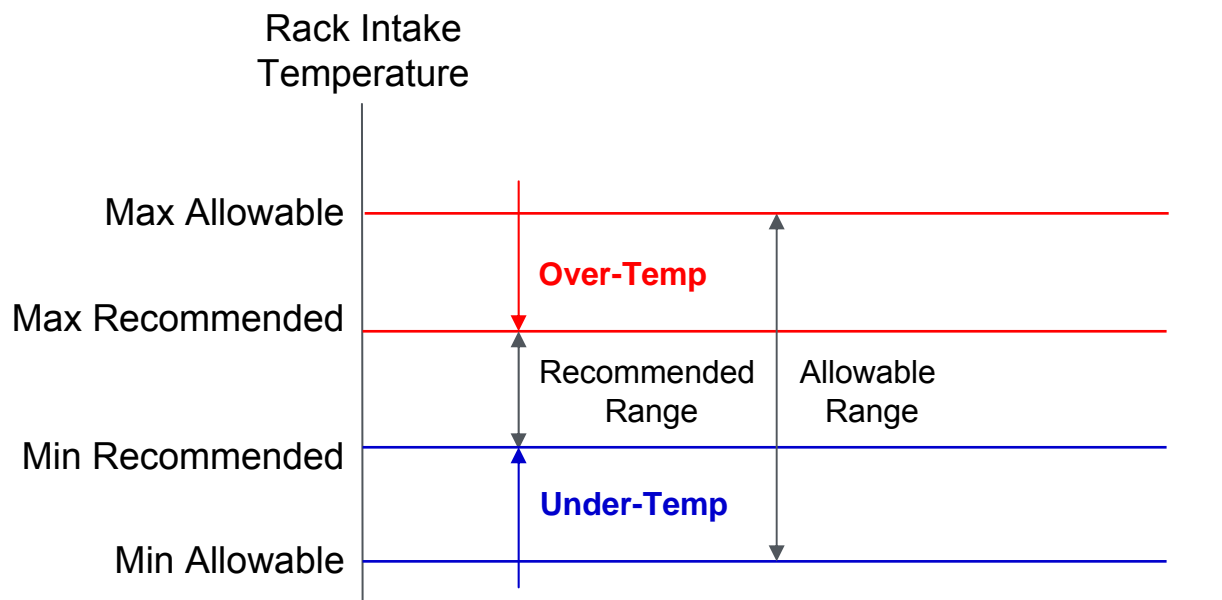 Rack Intake
Temperature
Max Allowable
Over-Temp
Max Recommended
Recommended
Range
Allowable
Range
Min Recommended
Under-Temp
Min Allowable